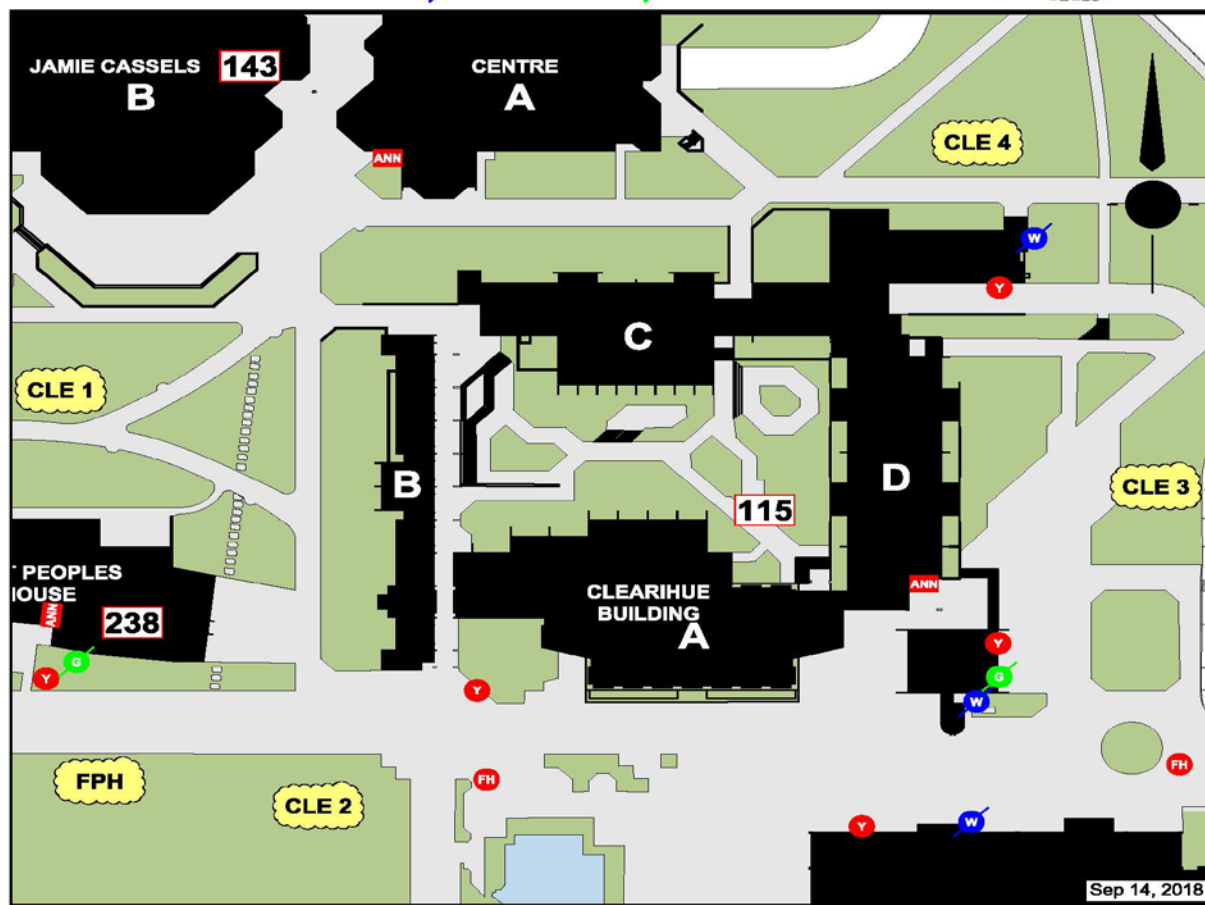 JAMIE CASSELS 143
B
CENTRE
A
ANN
CLE 4
W
Y
C
CLE 1
B
D
CLE 3
115
PEOPLES
CLEARIHUE
BUILDING
A
ANN
ANN
238
Y
G
Y
Y
G
W
FPH
CLE 2
FH
FH
Y
W
Sep 14, 2018